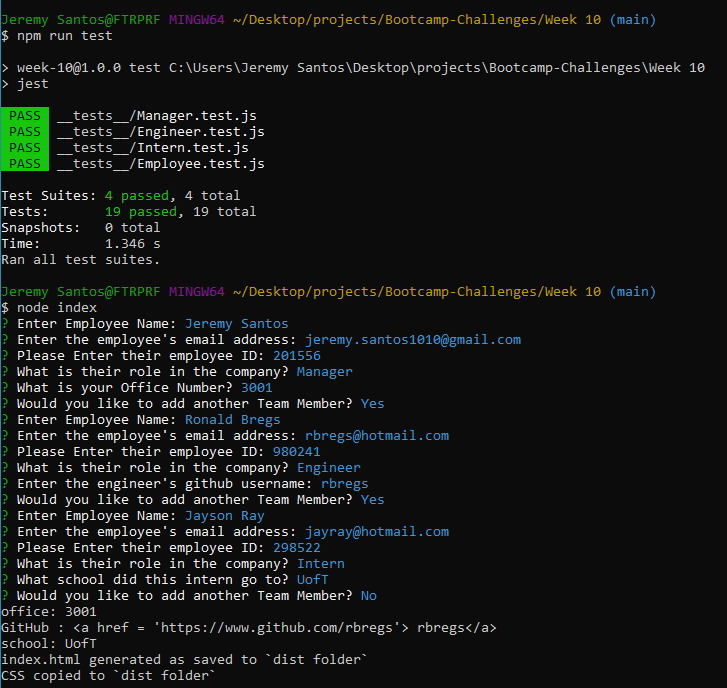 Jeremy Santos@FTRPRF MINGW64 ~/Desktop/projects/Bootcamp-Challenges/Week 10 (main)
$ npm run test
> week-10@1.0.0 test C:\Users\Jeremy Santos\Desktop\projects\Bootcamp-Challenges\Week 10
> jest
PASS __tests__/Manager.test.js
PASS __tests__/Engineer.test.js
PASS __tests__/Intern.test.js
PASS __tests__/Employee.test.js
Test Suites: 4 passed, 4 total
Tests: 19 passed, 19 total
Snapshots: 0 total
Time: 1.346 s
Ran all test suites.
Jeremy Santos@FTRPRF MINGW64 ~/Desktop/projects/Bootcamp-Challenges/Week 10 (main)
$ node index
? Enter Employee Name: Jeremy Santos
? Enter the employee's email address: jeremy.santos1010@gmail.com
? Please Enter their employee ID: 201556
? What is their role in the company? Manager
? What is your Office Number? 3001
? Would you like to add another Team Member? Yes
? Enter Employee Name: Ronald Bregs
? Enter the employee's email address: rbregs@hotmail.com
? Please Enter their employee ID: 980241
? What is their role in the company? Engineer
? Enter the engineer's github username: rbregs
? Would you like to add another Team Member? Yes
? Enter Employee Name: Jayson Ray
? Enter the employee's email address: jayray@hotmail.com
? Please Enter their employee ID: 298522
? What is their role in the company? Intern
? What school did this intern go to? UofT
? Would you like to add another Team Member? No
office: 3001
GitHub : <a href = 'https://www.github.com/rbregs'> rbregs</a>
school: UofT
index.html generated as saved to `dist folder`
CSS copied to `dist folder`